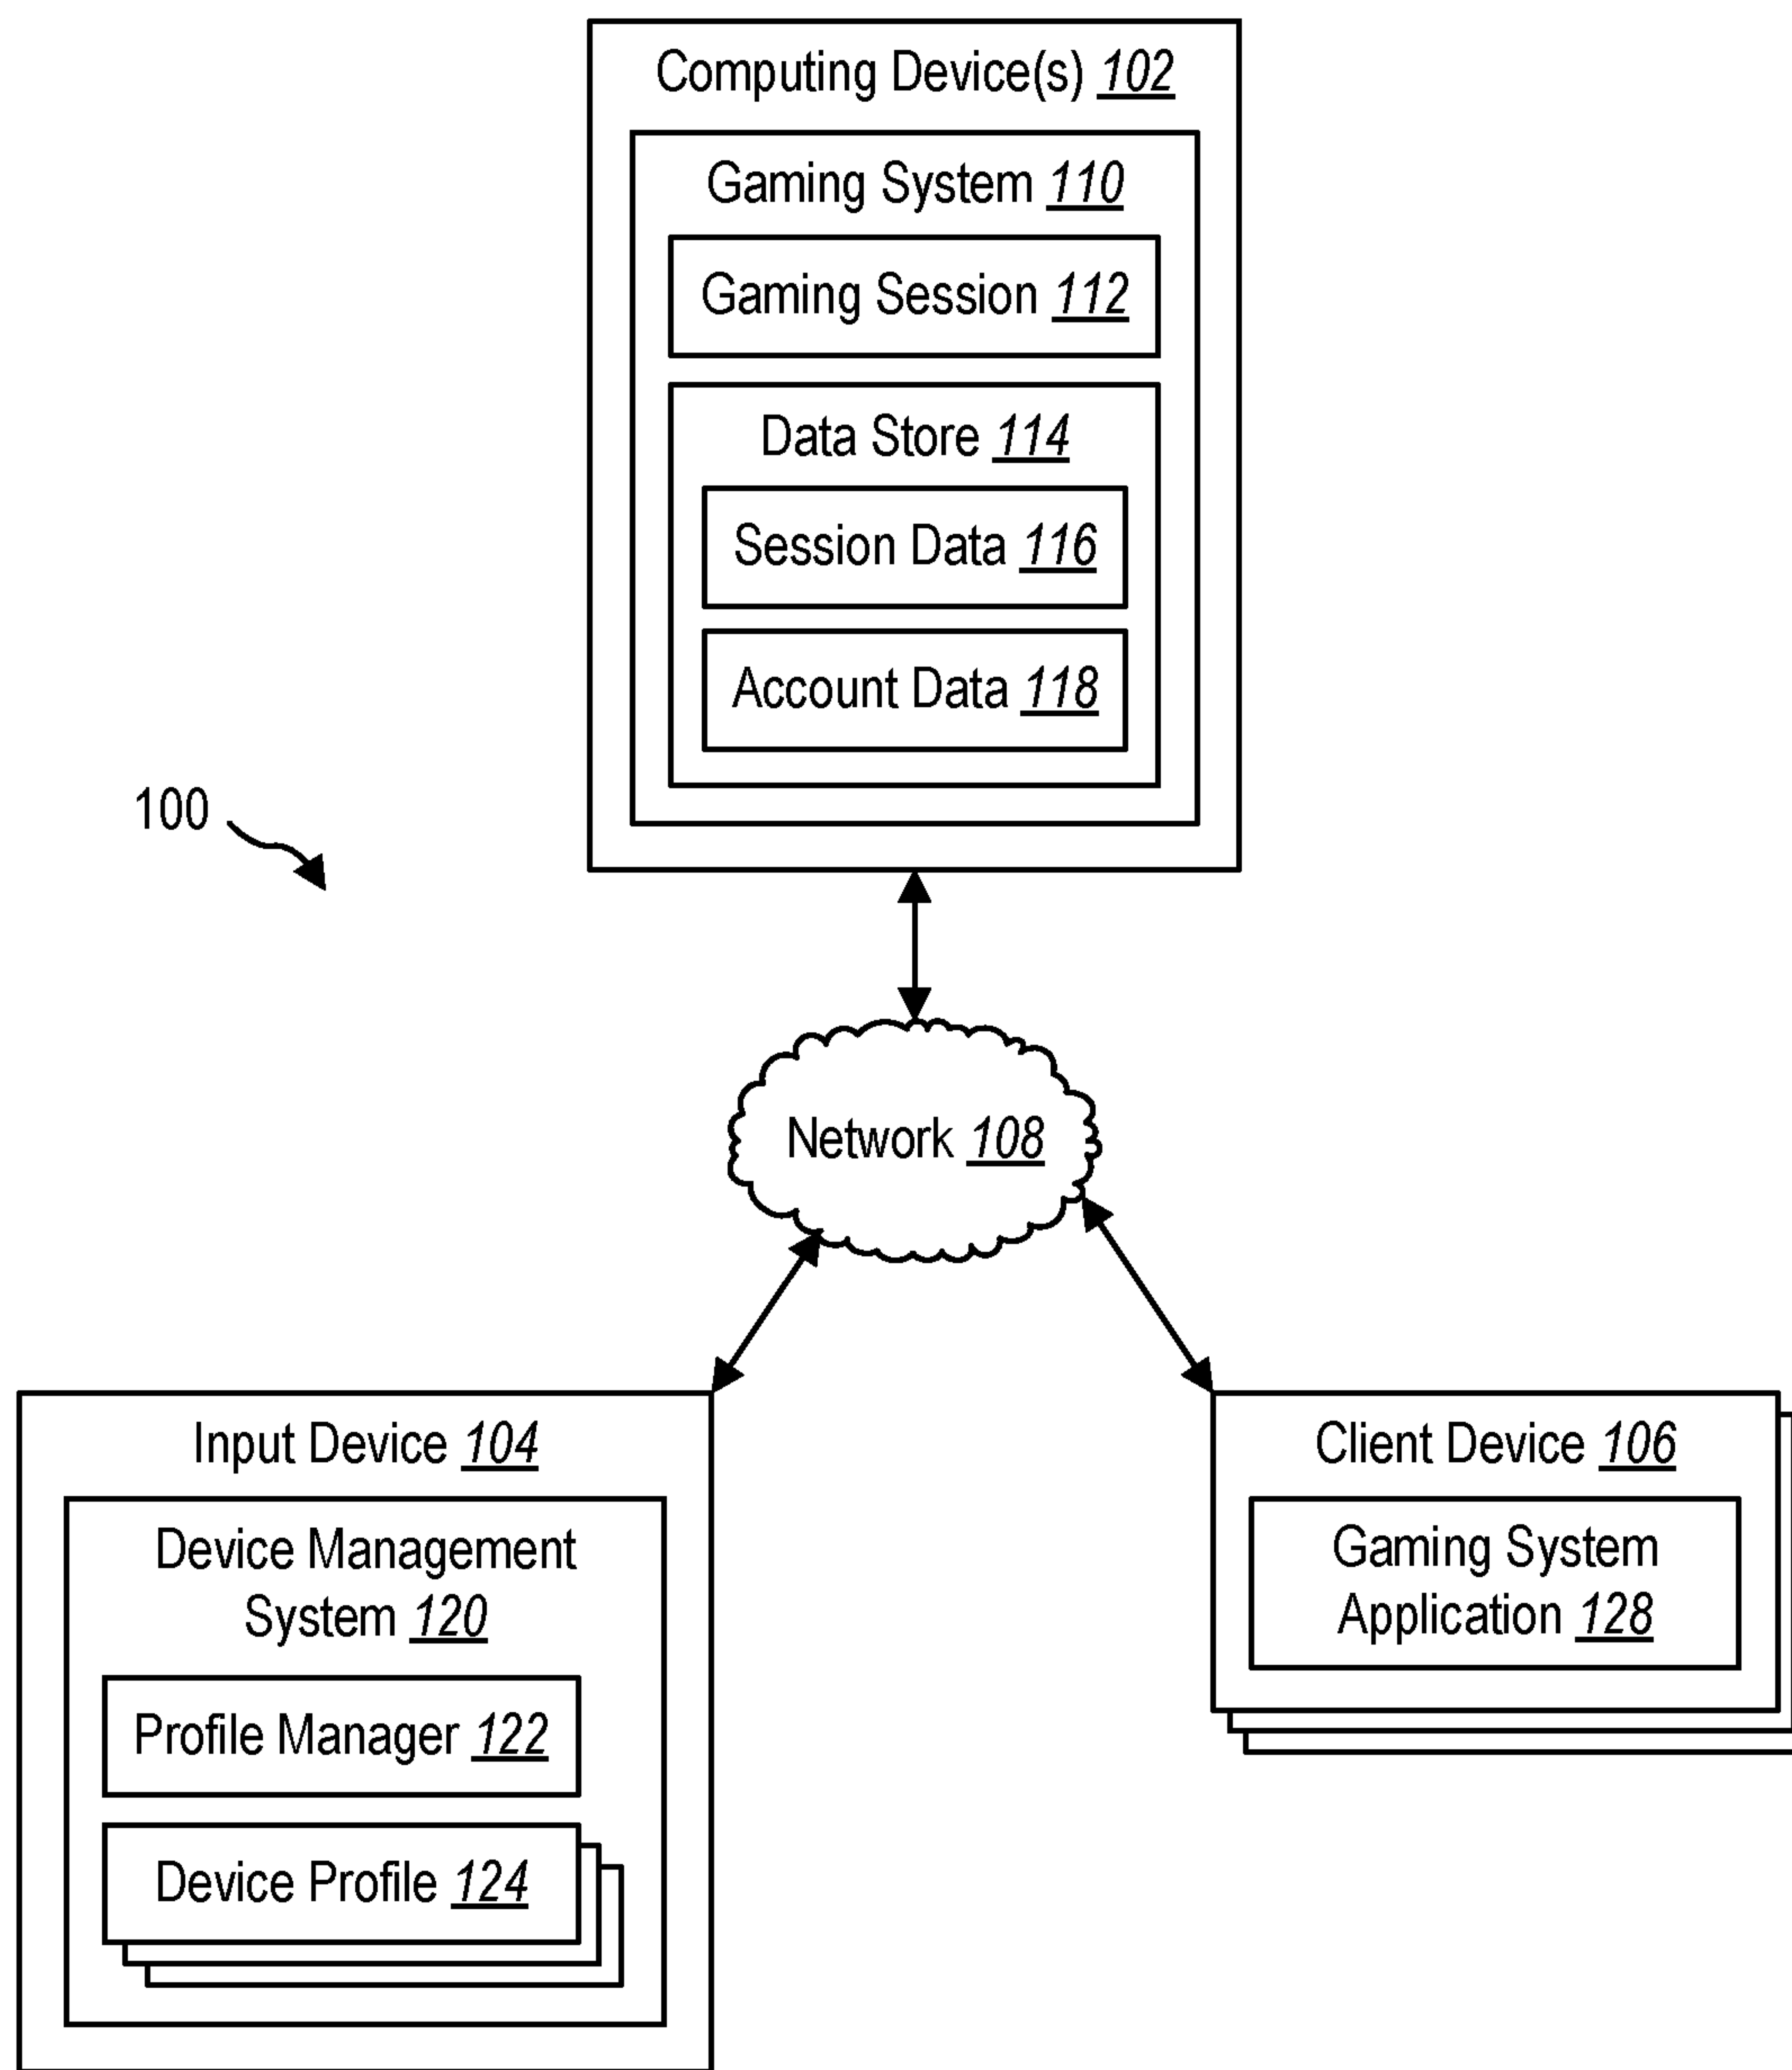 Computing Device(s) 102
Gaming System 110
Gaming Session 112
Data Store 114
Session Data 116
Account Data 118
100
Network 108
Input Device 104
Device Management
System 120
Profile Manager 122
Device Profile 124
Client Device 106
Gaming System
Application 128